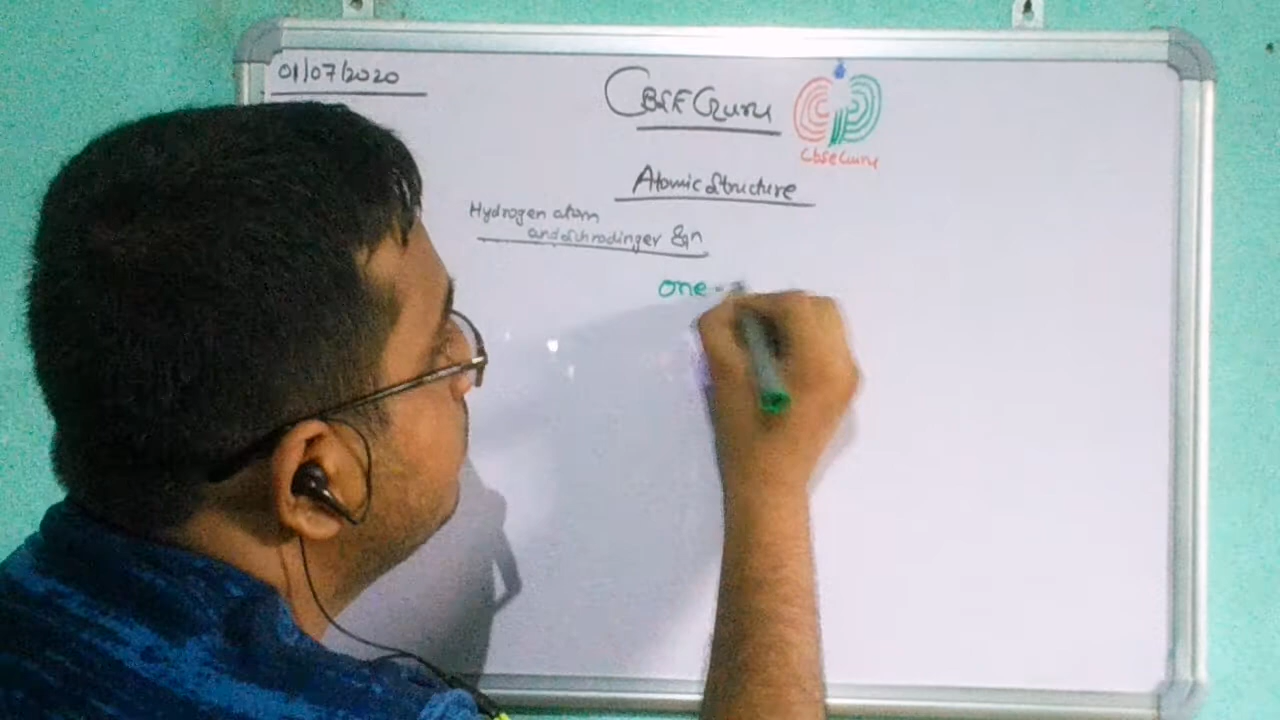 01/07/2020
CBSE Guru
CbseGuru
Atomic Structure
Hydrogen atom
and Schrodinger Eqn
one -